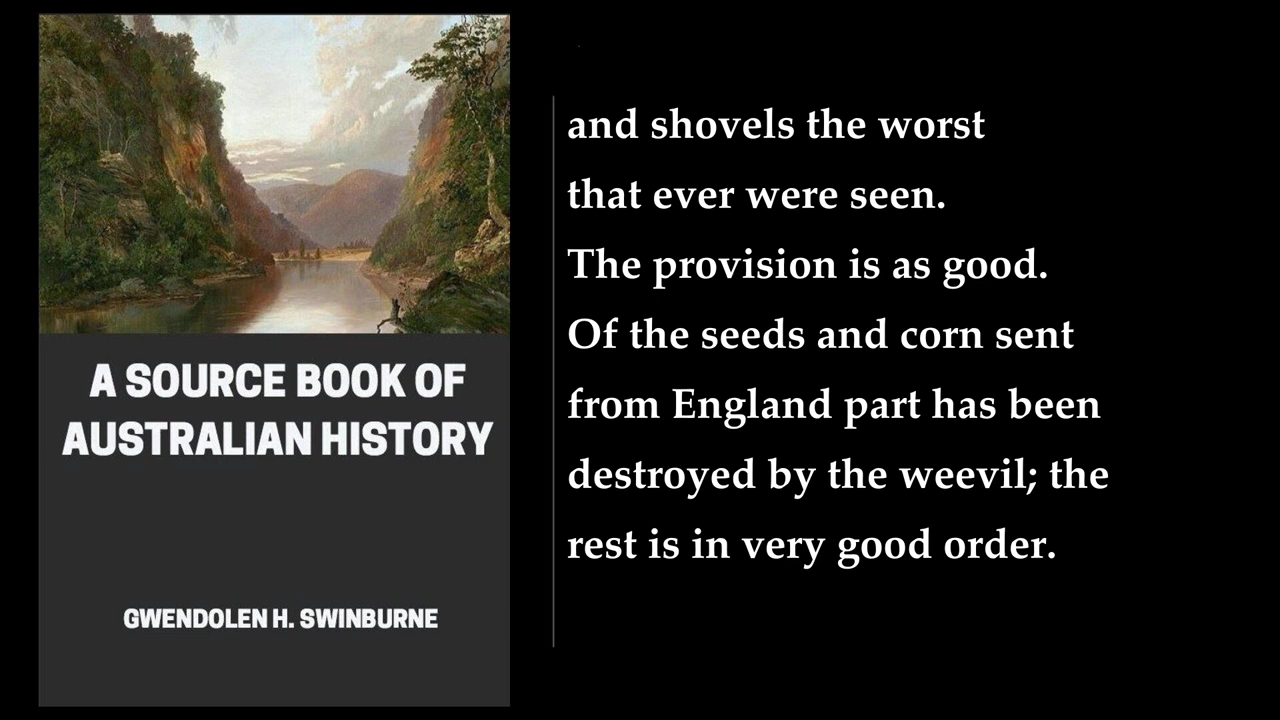 A SOURCE BOOK OF
AUSTRALIAN HISTORY
GWENDOLEN H. SWINBURNE
and shovels the worst
that ever were seen.
The provision is as good.
Of the seeds and corn sent
from England part has been
destroyed by the weevil; the
rest is in very good order.